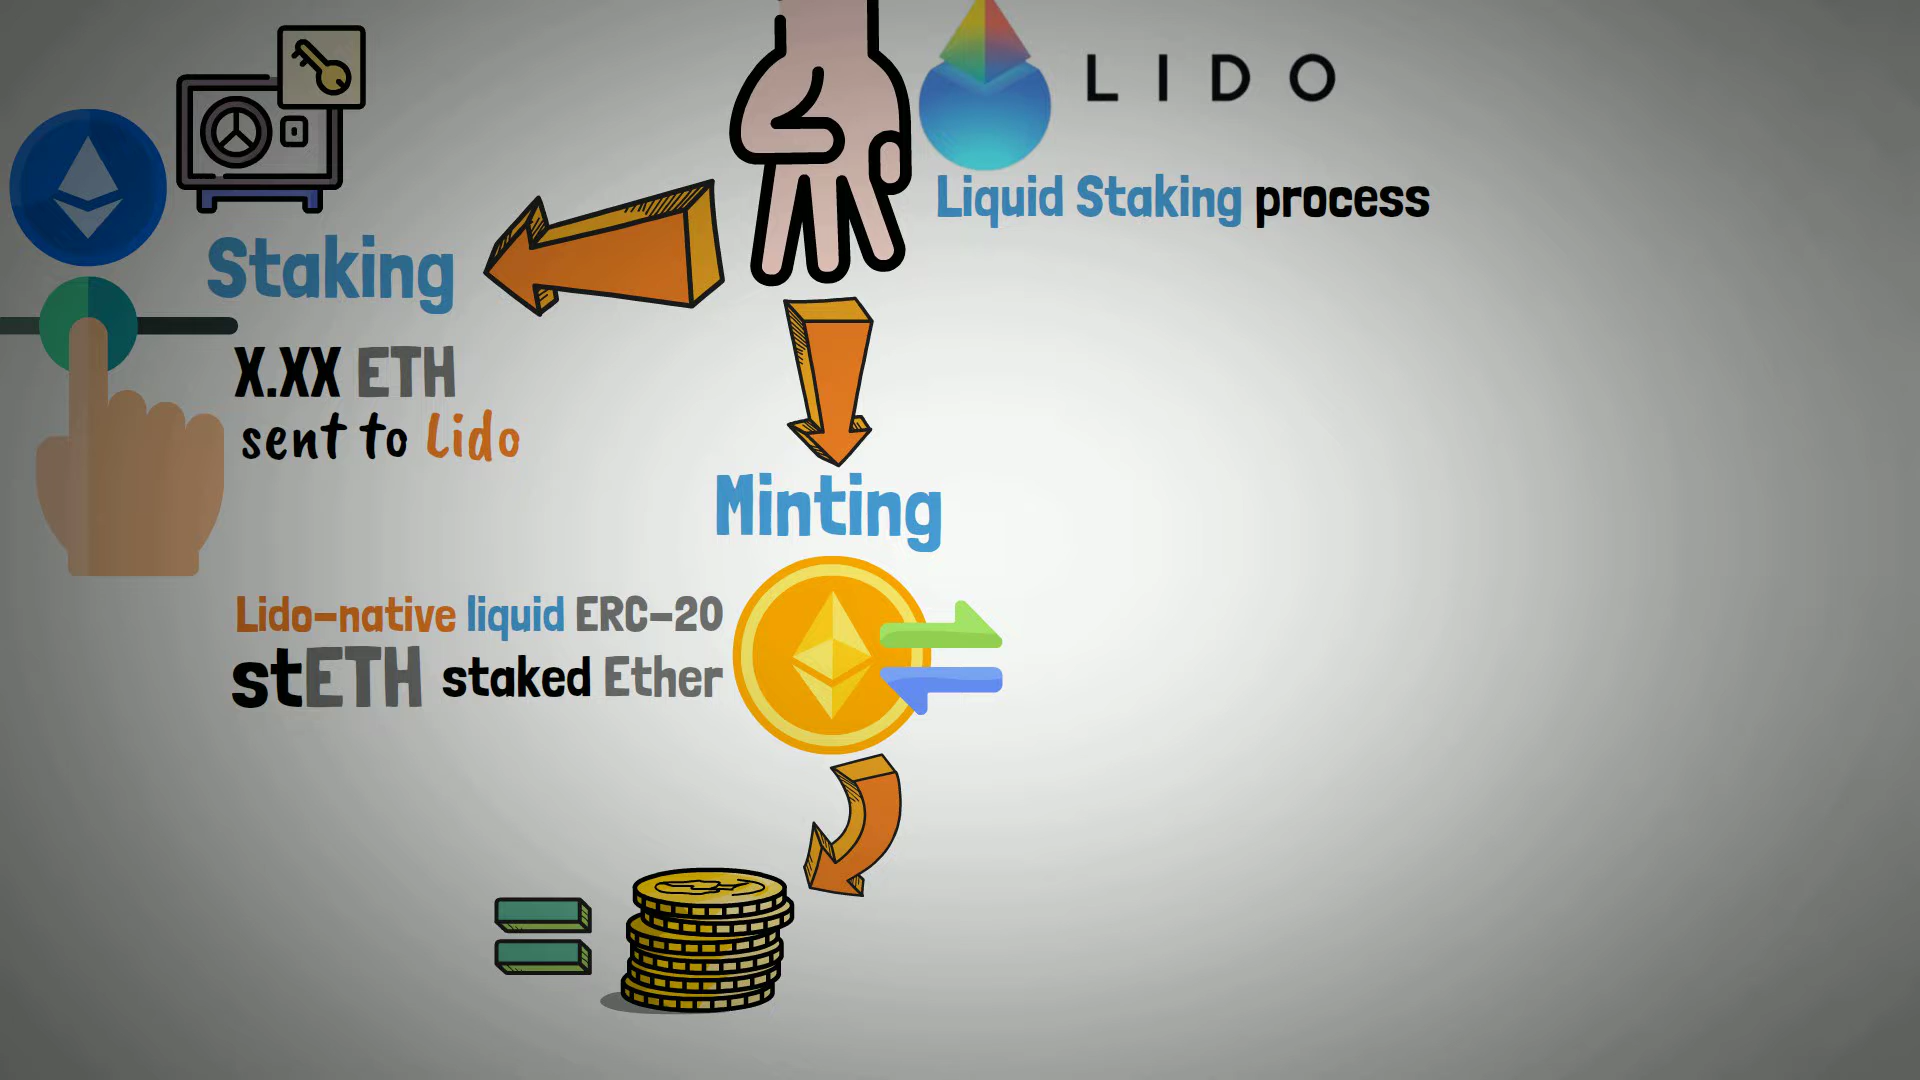 LIDO
Liquid Staking process
Staking
X.XX ETH
sent to Lido
Minting
Lido-native liquid ERC-20
stETH staked Ether